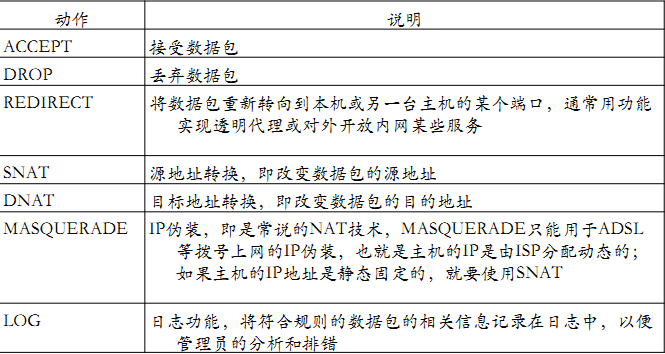 动作 说明
ACCEPT 接受数据包
DROP 丢弃数据包
REDIRECT 将数据包重新转向到本机或另一台主机的某个端口，通常用功能
实现透明代理或对外开放内网某些服务
SNAT 源地址转换，即改变数据包的源地址
DNAT 目标地址转换，即改变数据包的目的地址
MASQUERADE IP伪装，即是常说的NAT技术，MASQUERADE只能用于ADSL
等拨号上网的IP伪装，也就是主机的IP是由ISP分配动态的；
如果主机的IP地址是静态固定的，就要使用SNAT
LOG 日志功能，将符合规则的数据包的相关信息记录在日志中，以便
管理员的分析和排错